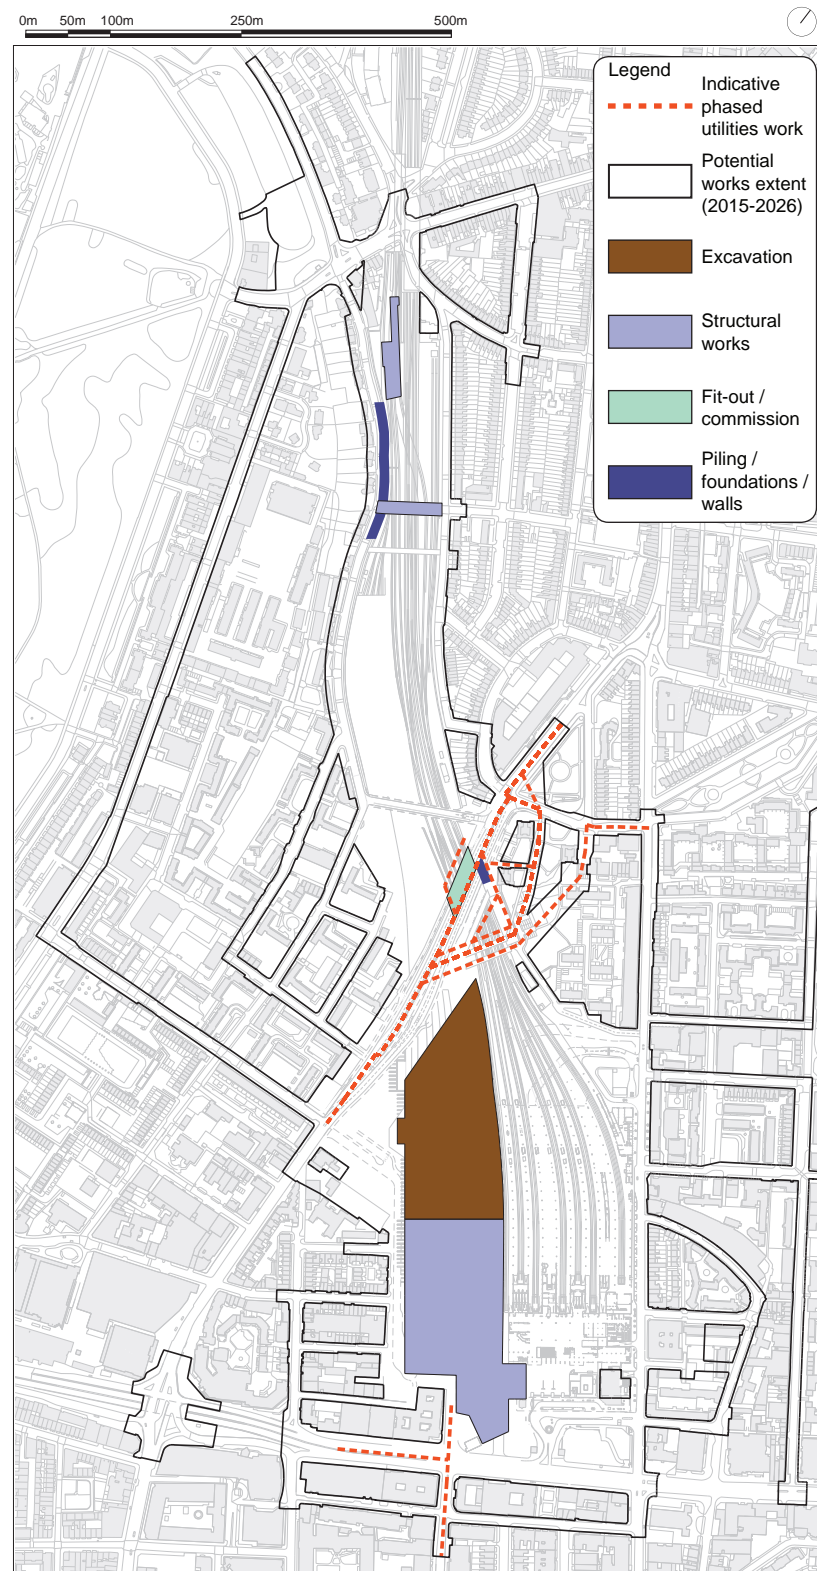 0m 50m 100m 250m 500m
Legend
Indicative
phased
utilities work
Potential
works extent
(2015-2026)
Excavation
Structural
works
Fit-out /
commission
Piling /
foundations /
walls